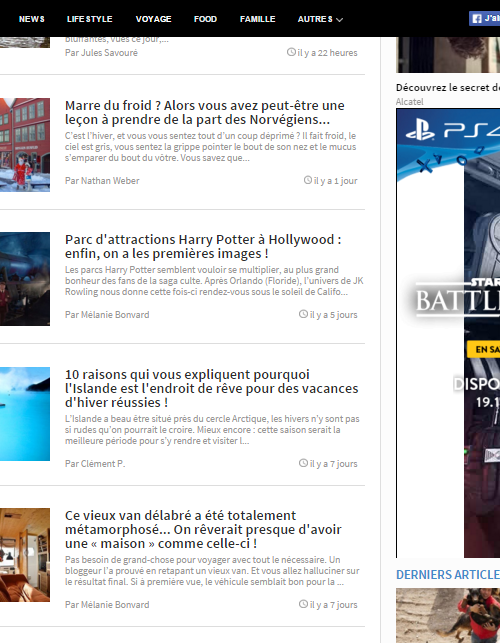 NEWS LIFESTYLE VOYAGE FOOD FAMILLE AUTRES
bluffantes, vues ce jour,...
Par Jules Savouré il y a 22 heures
Marre du froid ? Alors vous avez peut-être une
leçon à prendre de la part des Norvégiens...
C'est l'hiver, et vous vous sentez tout d'un coup déprimé ? Il fait froid, le
ciel est gris, vous sentez la grippe pointer le bout de son nez et le mucus
s'emparer du bout du vôtre. Vous savez que...
Par Nathan Weber il y a 1 jour
Parc d'attractions Harry Potter à Hollywood :
enfin, on a les premières images !
Les parcs Harry Potter semblent vouloir se multiplier, au plus grand
bonheur des fans de la saga culte. Après Orlando (Floride), l'univers de JK
Rowling nous donne cette fois-ci rendez-vous sous le soleil de Califo...
Par Mélanie Bonvard il y a 5 jours
10 raisons qui vous expliquent pourquoi
l'Islande est l'endroit de rêve pour des vacances
d'hiver réussies !
L'Islande a beau être situé près du cercle Arctique, les hivers n'y sont pas
si rudes qu'on pourrait le croire. Mieux encore : cette saison serait la
meilleure période pour s'y rendre et visiter l...
Par Clément P. il y a 7 jours
Ce vieux van délabré a été totalement
métamorphosé... On rêverait presque d'avoir
une « maison » comme celle-ci !
Pas besoin de grand-chose pour voyager avec tout le nécessaire. Un
bloggeur l'a prouvé en retapant un vieux van. Et vous allez halluciner sur
le résultat final. Si à première vue, le véhicule semblait bon pour la ...
Par Mélanie Bonvard il y a 7 jours
J'ai
Découvrez le secret d
Alcatel
PS4
STAR
BATTLE
EN SA
DISPO
19.1
DERNIERS ARTICLE